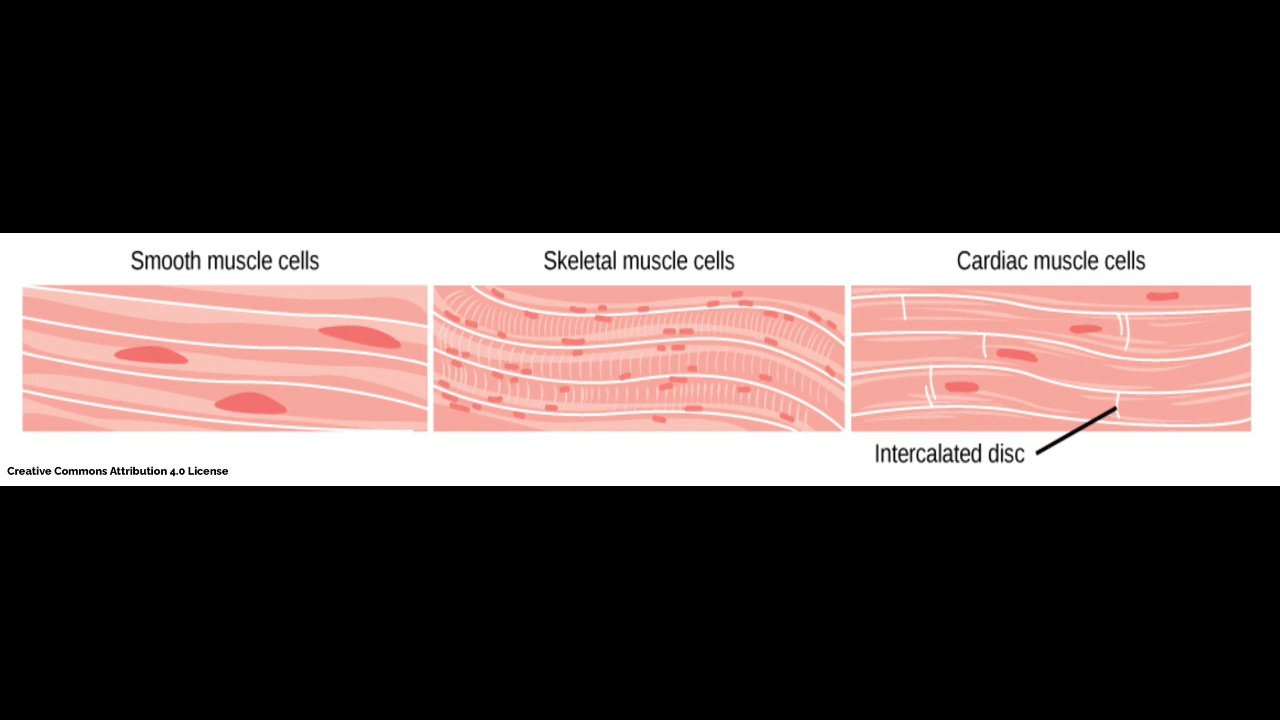 Smooth muscle cells
Skeletal muscle cells
Cardiac muscle cells
Intercalated disc
Creative Commons Attribution 4.0 License